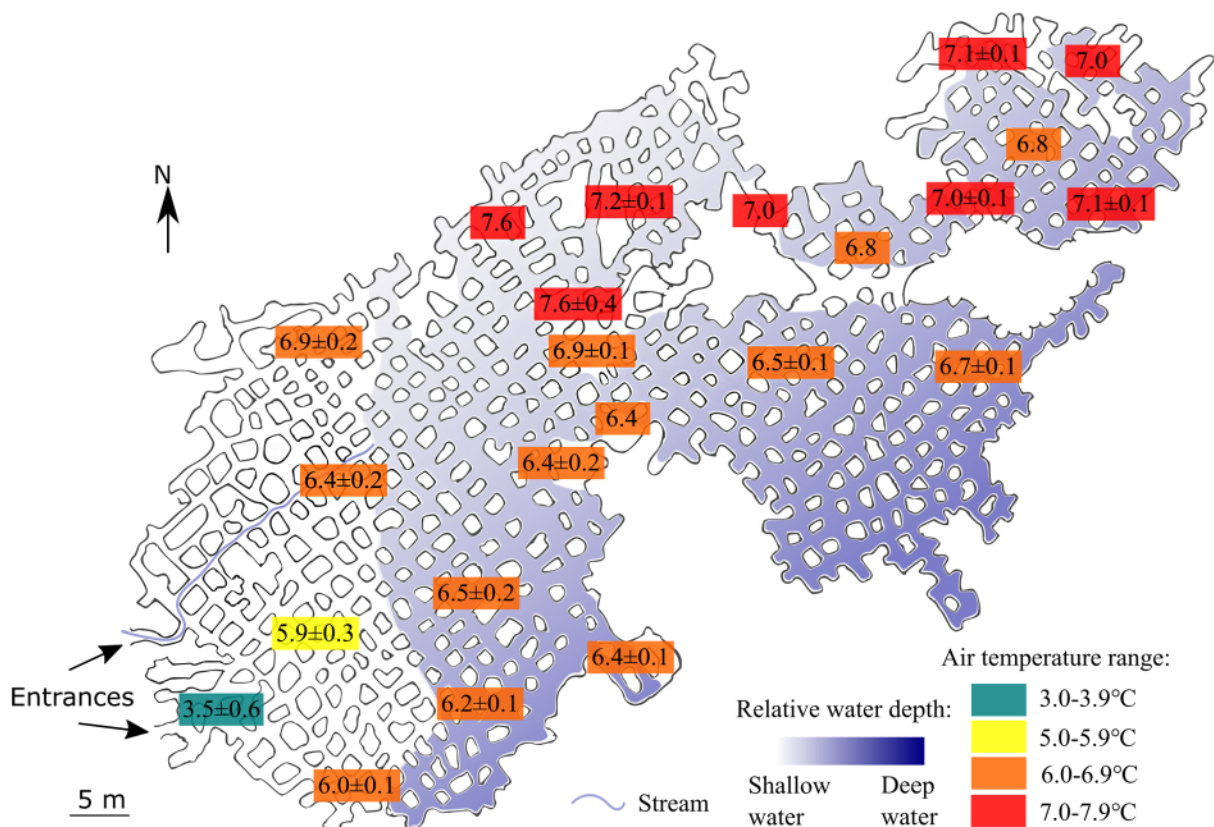 7.1±0.1
7.0
6.8
N
7.2±0.1
7.0
7.0±0.1
7.1±0.1
7.6
6.8
7.6±0.4
6.9±0.2
6.9±0.1
6.5±0.1
6.7±0.1
6.4
6.4±0.2
6.4±0.2
6.5±0.2
5.9±0.3
6.4±0.1
Entrances
3.5±0.6
6.2±0.1
6.0±0.1
5 m
Stream
Relative water depth:
Shallow water
Deep water
Air temperature range:
3.0-3.9°C
5.0-5.9°C
6.0-6.9°C
7.0-7.9°C